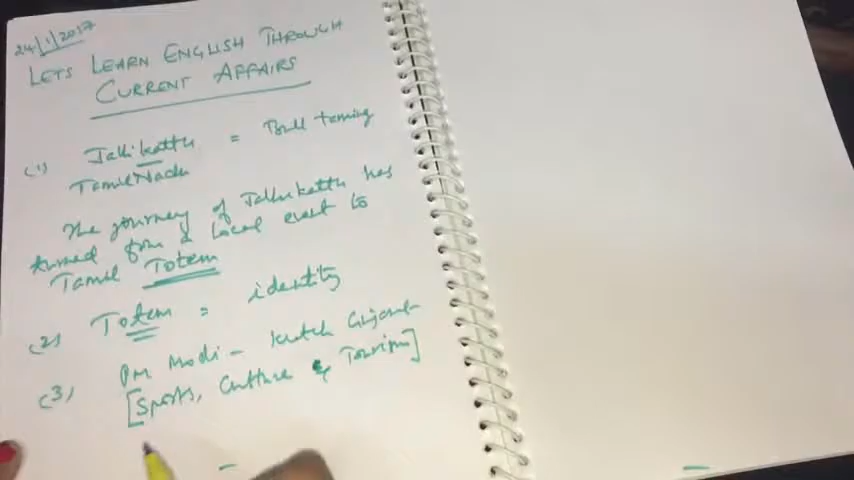 24/1/2017
LETS LEARN ENGLISH THROUGH
CURRENT AFFAIRS
(1) Jallikattu = Bull taming
TamilNadu
The journey of Jallikattu has
turned from a local event to
Tamil Totem
(2) Totem = identity
(3) PM Modi - Kutch Gujarat
[Sports, Culture & Tourism]